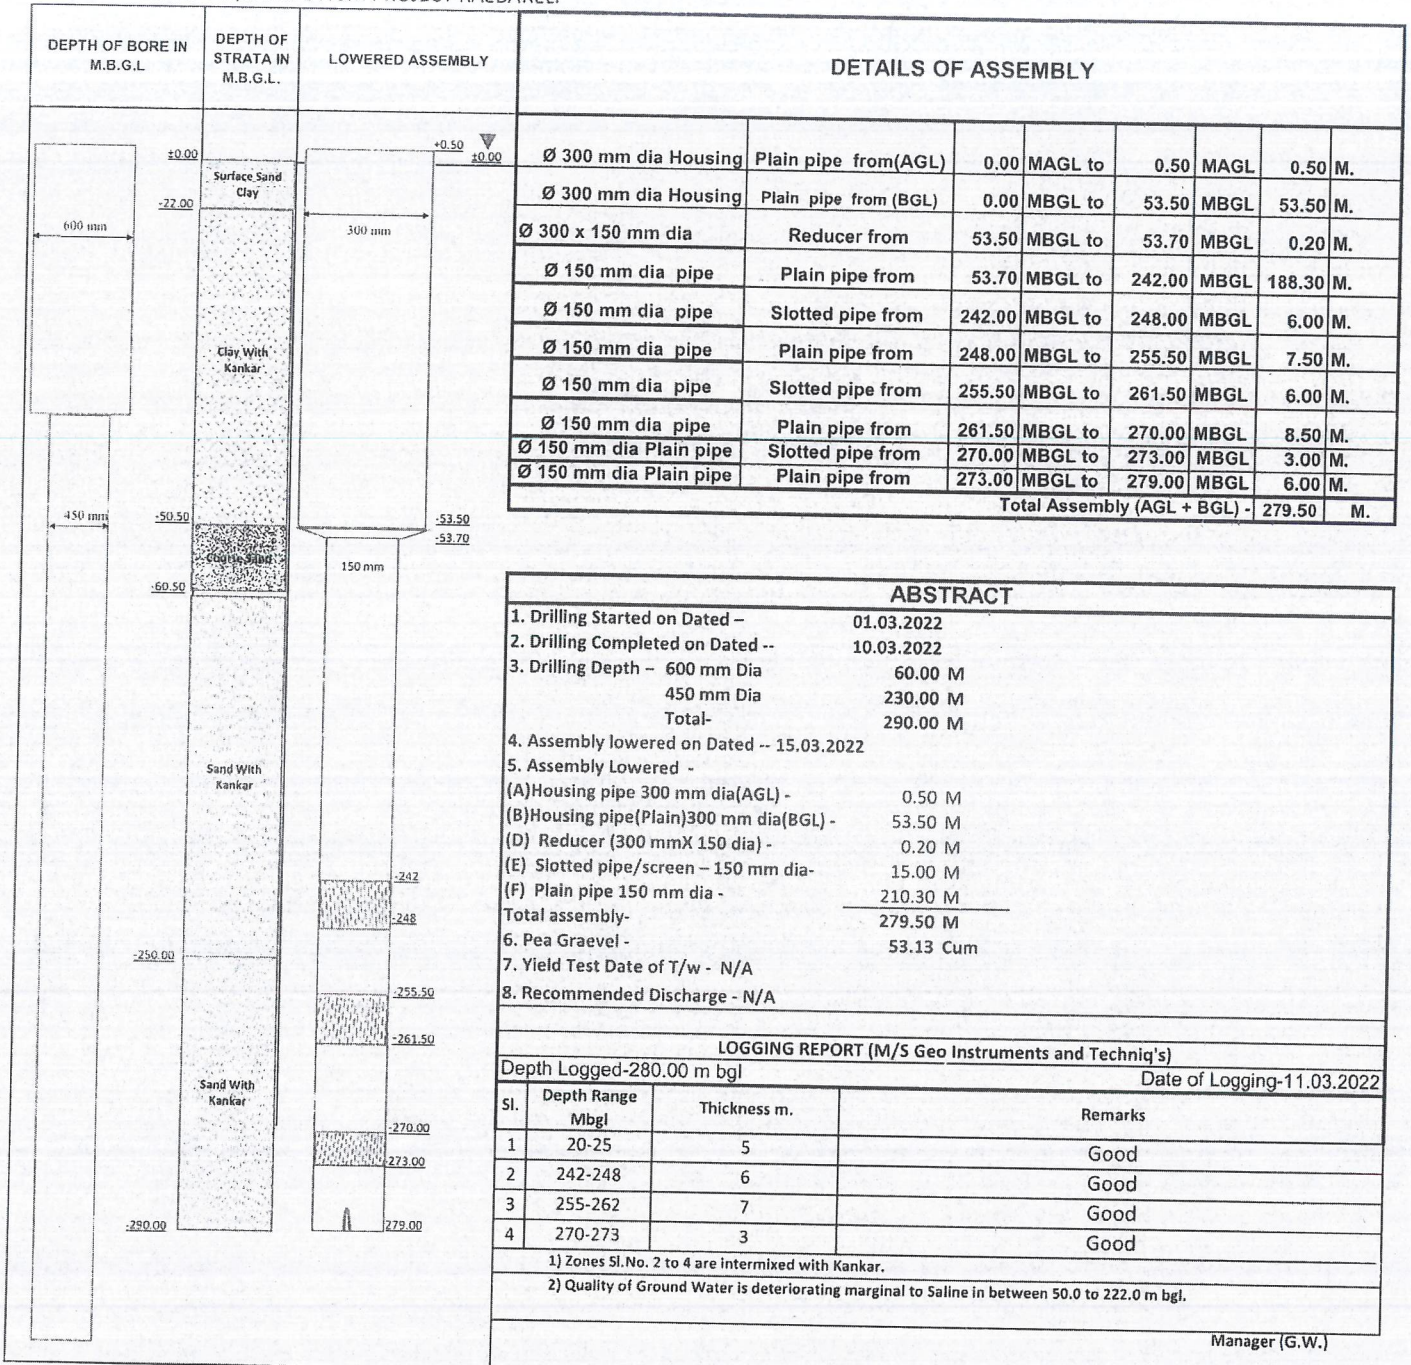 DEPTH OF BORE IN M.B.G.L
DEPTH OF STRATA IN M.B.G.L.
LOWERED ASSEMBLY
±0.00
Surface Sand
Clay
-22.00
600 mm
Clay With
Kankar
450 mm
-50.50
-60.50
Sand With
Kankar
-250.00
Sand With
Kankar
-290.00
+0.50
±0.00
300 mm
-53.50
-53.70
150 mm
-242
-248
-255.50
-261.50
-270.00
-273.00
279.00
DETAILS OF ASSEMBLY
Ø 300 mm dia Housing Plain pipe from(AGL) 0.00 MAGL to 0.50 MAGL 0.50 M.
Ø 300 mm dia Housing Plain pipe from (BGL) 0.00 MBGL to 53.50 MBGL 53.50 M.
Ø 300 x 150 mm dia Reducer from 53.50 MBGL to 53.70 MBGL 0.20 M.
Ø 150 mm dia pipe Plain pipe from 53.70 MBGL to 242.00 MBGL 188.30 M.
Ø 150 mm dia pipe Slotted pipe from 242.00 MBGL to 248.00 MBGL 6.00 M.
Ø 150 mm dia pipe Plain pipe from 248.00 MBGL to 255.50 MBGL 7.50 M.
Ø 150 mm dia pipe Slotted pipe from 255.50 MBGL to 261.50 MBGL 6.00 M.
Ø 150 mm dia pipe Plain pipe from 261.50 MBGL to 270.00 MBGL 8.50 M.
Ø 150 mm dia Plain pipe Slotted pipe from 270.00 MBGL to 273.00 MBGL 3.00 M.
Ø 150 mm dia Plain pipe Plain pipe from 273.00 MBGL to 279.00 MBGL 6.00 M.
Total Assembly (AGL + BGL) - 279.50 M.
ABSTRACT
1. Drilling Started on Dated – 01.03.2022
2. Drilling Completed on Dated -- 10.03.2022
3. Drilling Depth – 600 mm Dia 60.00 M
450 mm Dia 230.00 M
Total- 290.00 M
4. Assembly lowered on Dated -- 15.03.2022
5. Assembly Lowered -
(A)Housing pipe 300 mm dia(AGL) - 0.50 M
(B)Housing pipe(Plain)300 mm dia(BGL) - 53.50 M
(D) Reducer (300 mmX 150 dia) - 0.20 M
(E) Slotted pipe/screen – 150 mm dia- 15.00 M
(F) Plain pipe 150 mm dia - 210.30 M
Total assembly- 279.50 M
6. Pea Graevel - 53.13 Cum
7. Yield Test Date of T/w - N/A
8. Recommended Discharge - N/A
LOGGING REPORT (M/S Geo Instruments and Techniq's)
Depth Logged-280.00 m bgl Date of Logging-11.03.2022
Sl. Depth Range Mbgl Thickness m. Remarks
1 20-25 5 Good
2 242-248 6 Good
3 255-262 7 Good
4 270-273 3 Good
1) Zones Sl.No. 2 to 4 are intermixed with Kankar.
2) Quality of Ground Water is deteriorating marginal to Saline in between 50.0 to 222.0 m bgl.
Manager (G.W.)